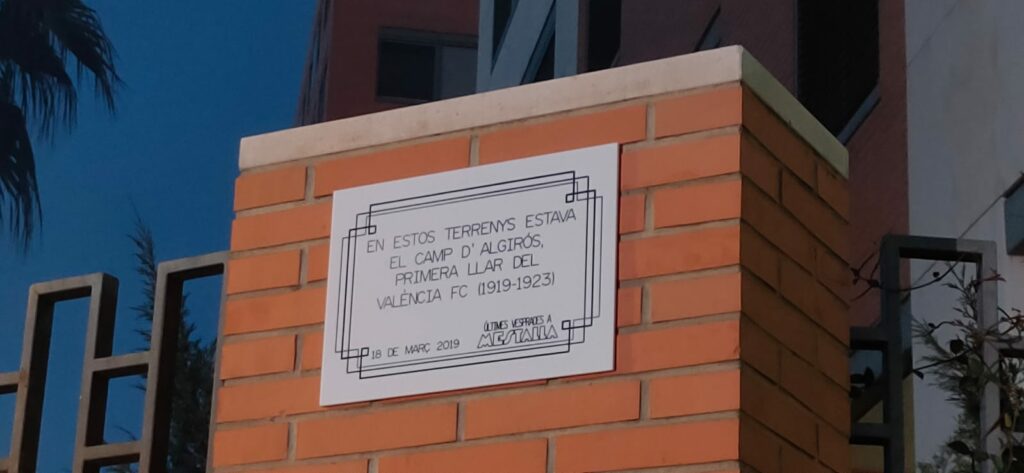 EN ESTOS TERRENYS ESTAVA
EL CAMP D' ALGIRÓS,
PRIMERA LLAR DEL
VALÈNCIA FC (1919-1923)
18 DE MARÇ 2019
ÚLTIMES VESPRADES A
MESTALLA